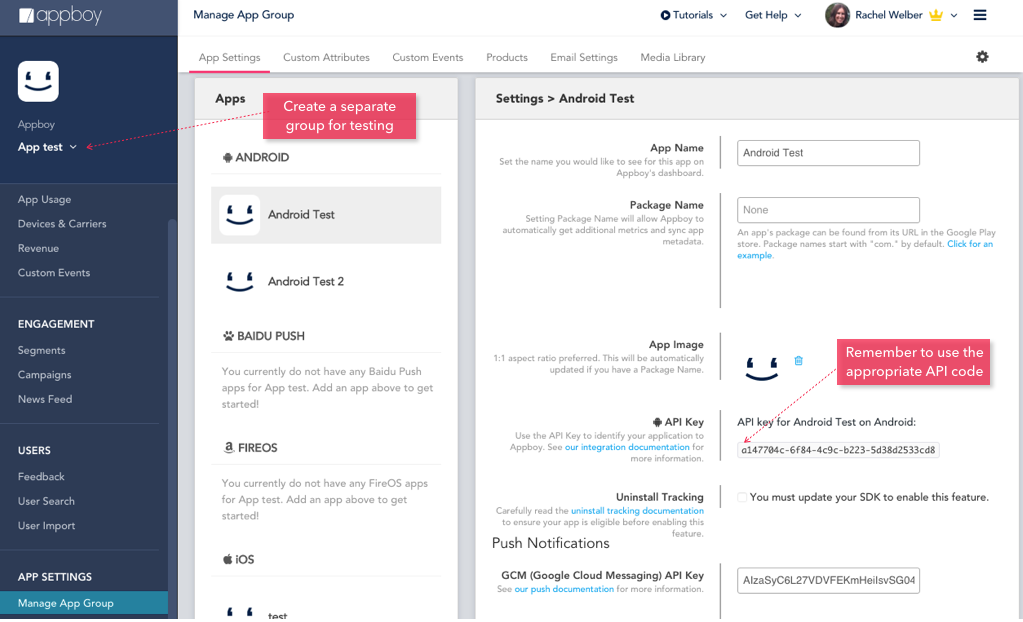 appboy
Manage App Group
Tutorials
Get Help
Rachel Welber
App Settings
Custom Attributes
Custom Events
Products
Email Settings
Media Library
Appboy
App test
App Usage
Devices & Carriers
Revenue
Custom Events
ENGAGEMENT
Segments
Campaigns
News Feed
USERS
Feedback
User Search
User Import
APP SETTINGS
Manage App Group
Apps
Create a separate
group for testing
ANDROID
Android Test
Android Test 2
BAIDU PUSH
You currently do not have any Baidu Push
apps for App test. Add an app above to get
started!
FIREOS
You currently do not have any FireOS apps
for App test. Add an app above to get
started!
iOS
test
Settings > Android Test
App Name
Set the name you would like to see for this app on
Appboy's dashboard.
Android Test
Package Name
Setting Package Name will allow Appboy to
automatically get additional metrics and sync app
metadata.
None
An app's package can be found from its URL in the Google Play
store. Package names start with "com." by default. Click for an
example.
App Image
1:1 aspect ratio preferred. This will be automatically
updated if you have a Package Name.
Remember to use the
appropriate API code
API Key
Use the API Key to identify your application to
Appboy. See our integration documentation for
more information.
API key for Android Test on Android:
a147704c-6f84-4c9c-b223-5d38d2533cd8
Uninstall Tracking
Carefully read the uninstall tracking documentation
to ensure your app is eligible before enabling this
feature.
You must update your SDK to enable this feature.
Push Notifications
GCM (Google Cloud Messaging) API Key
See our push documentation for more information.
AIzaSyC6L27VDVFEKmHeiIsvSG04